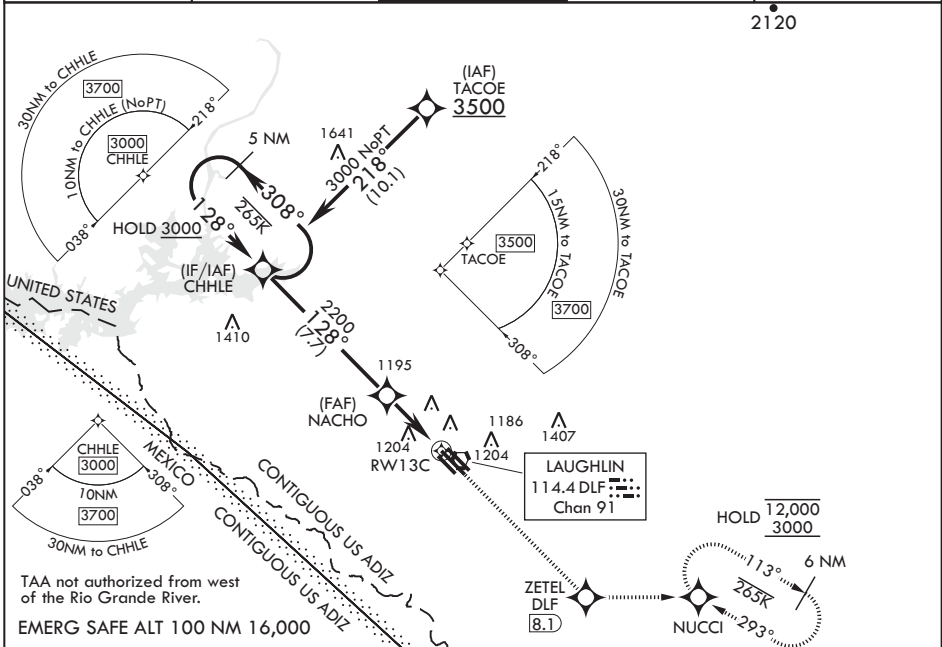 2120
30NM to CHHLE
3700
10NM to CHHLE (NoPT)
218°
3000
CHHLE
038°
5 NM
308°
265K
128°
HOLD 3000
(IF/IAF)
CHHLE
1641
3000 NoPT
218°
(10.1)
(IAF)
TACOE
3500
218°
15NM to TACOE
30NM to TACOE
3500
TACOE
3700
308°
UNITED STATES
1410
2200
128°
(7.7)
1195
(FAF)
NACHO
1204
RW13C
1186
1204
1407
LAUGHLIN
114.4 DLF
Chan 91
CHHLE
3000
038°
308°
10NM
3700
30NM to CHHLE
MEXICO
CONTIGUOUS US ADIZ
CONTIGUOUS US ADIZ
TAA not authorized from west
of the Rio Grande River.
EMERG SAFE ALT 100 NM 16,000
ZETEL
DLF
8.1
NUCCI
HOLD 12,000
3000
113°
6 NM
265K
293°